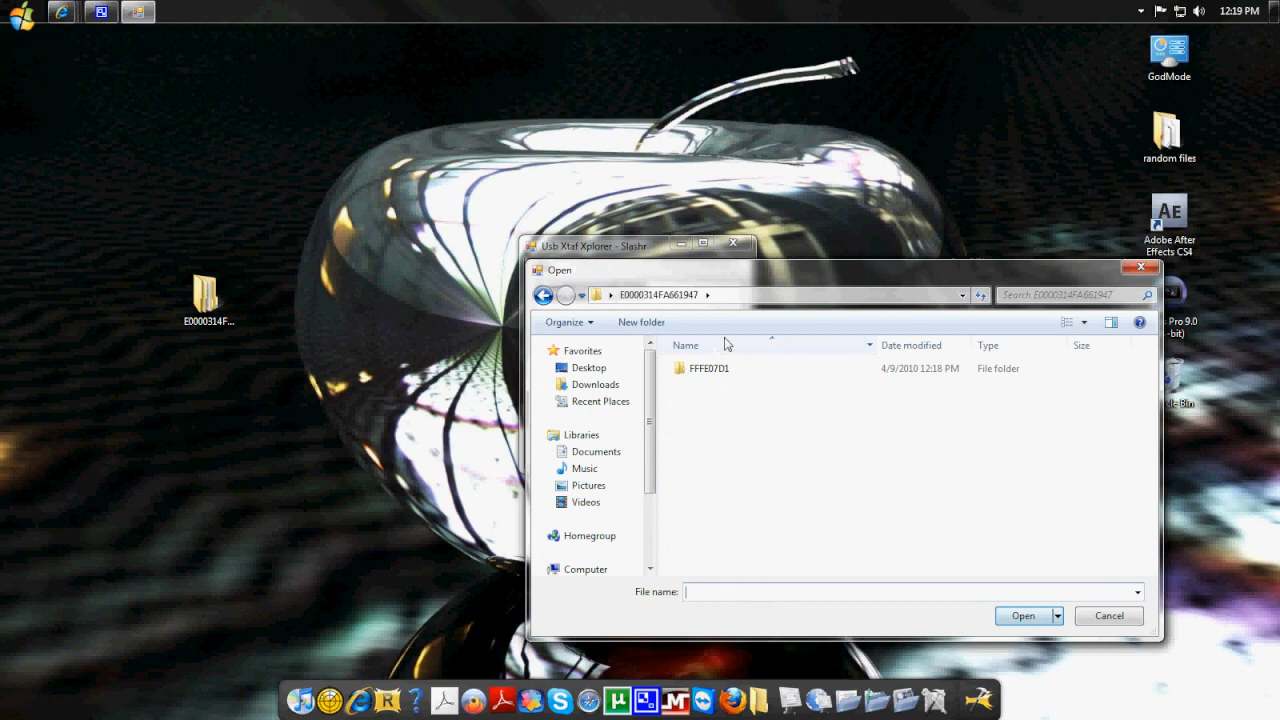 12:19 PM
GodMode
random files
AE
Adobe After
Effects CS4
E0000314F...
Usb Xtaf Xplorer - Slashr
Open
E0000314FA661947
Search E0000314FA661947
Organize
New folder
Name
Date modified
Type
Size
FFFE07D1
4/9/2010 12:18 PM
File folder
Favorites
Desktop
Downloads
Recent Places
Libraries
Documents
Music
Pictures
Videos
Homegroup
Computer
Pro 9.0
-bit)
cle Bin
File name:
Open
Cancel